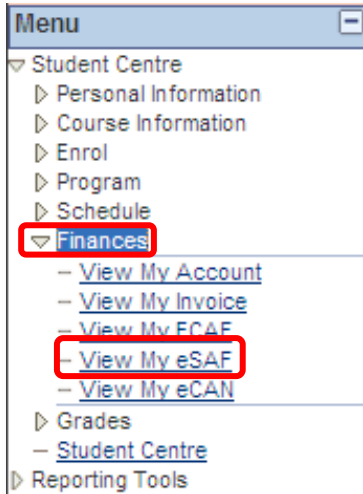 Menu
Student Centre
Personal Information
Course Information
Enrol
Program
Schedule
Finances
View My Account
View My Invoice
View My ECAF
View My eSAF
View My eCAN
Grades
Student Centre
Reporting Tools